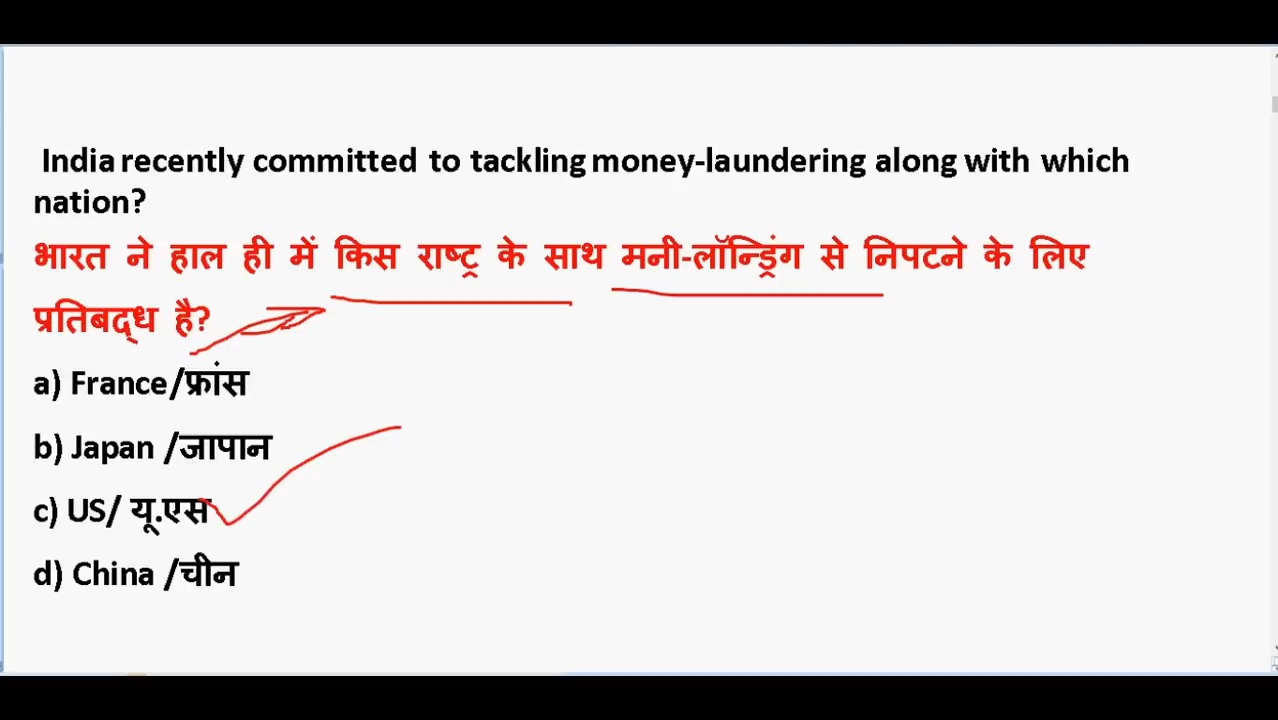 India recently committed to tackling money-laundering along with which
nation?
भारत ने हाल ही में किस राष्ट्र के साथ मनी-लॉन्ड्रिंग से निपटने के लिए
प्रतिबद्ध है?
a) France/फ्रांस
b) Japan /जापान
c) US/ यू.एस
d) China /चीन